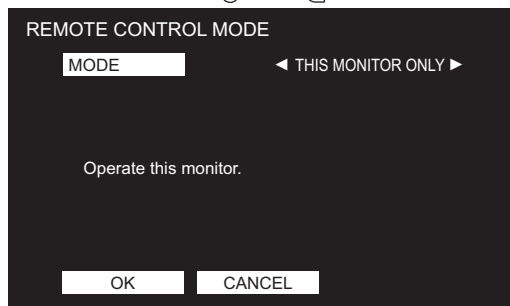 REMOTE CONTROL MODE
MODE ◄ THIS MONITOR ONLY ►
Operate this monitor.
OK CANCEL